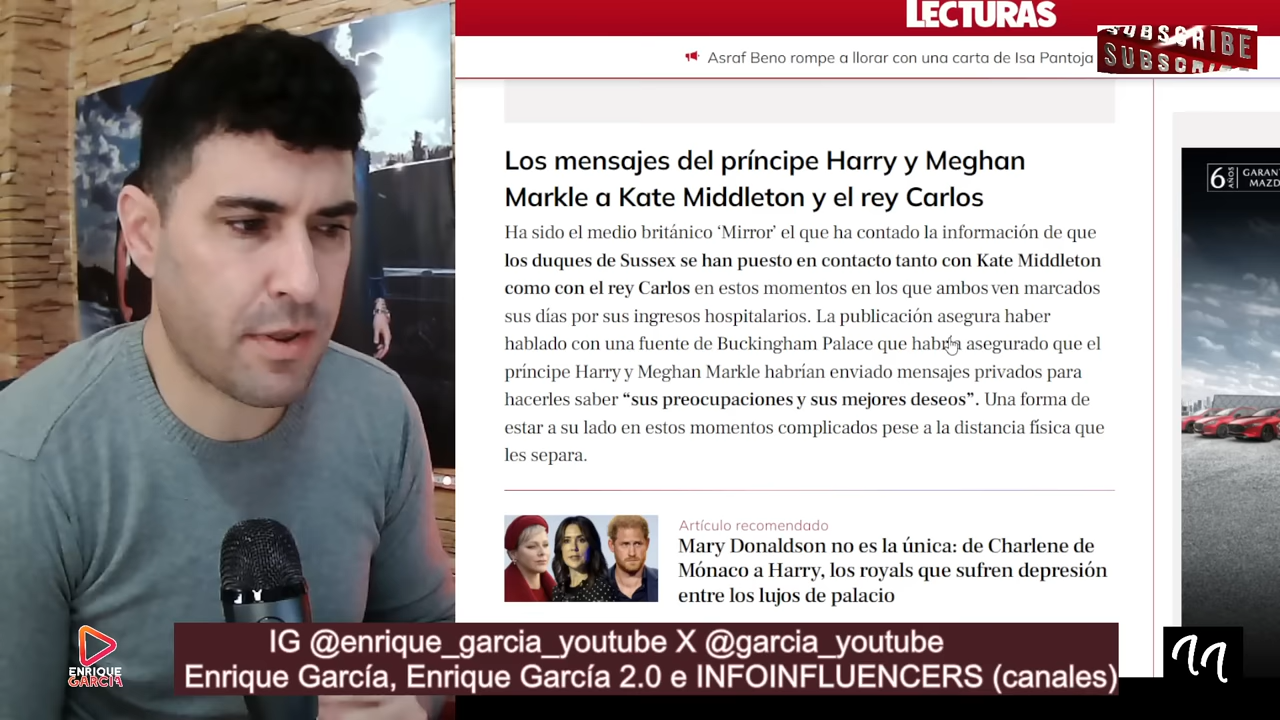 LECTURAS
Asraf Beno rompe a llorar con una carta de Isa Pantoja
SUBSCRIBE
SUBSCRIBE
Los mensajes del príncipe Harry y Meghan
Markle a Kate Middleton y el rey Carlos
Ha sido el medio británico ‘Mirror’ el que ha contado la información de que
los duques de Sussex se han puesto en contacto tanto con Kate Middleton
como con el rey Carlos en estos momentos en los que ambos ven marcados
sus días por sus ingresos hospitalarios. La publicación asegura haber
hablado con una fuente de Buckingham Palace que habría asegurado que el
príncipe Harry y Meghan Markle habrían enviado mensajes privados para
hacerles saber “sus preocupaciones y sus mejores deseos”. Una forma de
estar a su lado en estos momentos complicados pese a la distancia física que
les separa.
6 AÑOS
GARAN
MAZD
Artículo recomendado
Mary Donaldson no es la única: de Charlene de
Mónaco a Harry, los royals que sufren depresión
entre los lujos de palacio
IG @enrique_garcia_youtube X @garcia_youtube
Enrique García, Enrique García 2.0 e INFOINFLUENCERS (canales)
ENRIQUE
GARCÍA